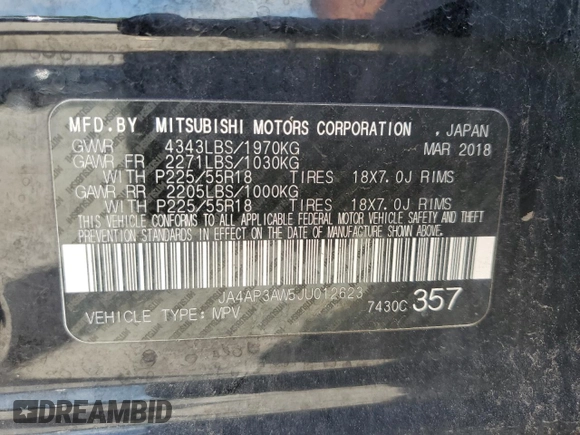 MFD.BY MITSUBISHI MOTORS CORPORATION , JAPAN
GVWR 4343LBS/1970KG MAR 2018
GAWR FR 2271LBS/1030KG
WITH P225/55R18 TIRES 18X7.0J RIMS
GAWR RR 2205LBS/1000KG
WITH P225/55R18 TIRES 18X7.0J RIMS
THIS VEHICLE CONFORMS TO ALL APPLICABLE FEDERAL MOTOR VEHICLE SAFETY AND THEFT
PREVENTION STANDARDS IN EFFECT ON THE DATE OF MANUFACTURE SHOWN ABOVE.
JA4AP3AW5JU012623
VEHICLE TYPE: MPV 7430C 357
DREAMBID